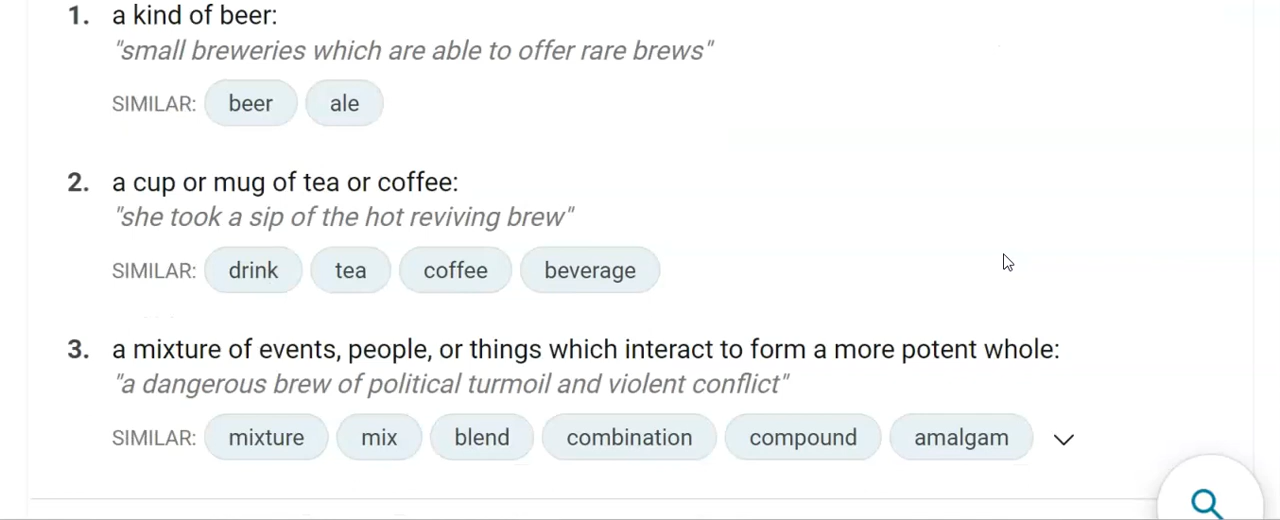 1. a kind of beer:
"small breweries which are able to offer rare brews"
SIMILAR: beer ale
2. a cup or mug of tea or coffee:
"she took a sip of the hot reviving brew"
SIMILAR: drink tea coffee beverage
3. a mixture of events, people, or things which interact to form a more potent whole:
"a dangerous brew of political turmoil and violent conflict"
SIMILAR: mixture mix blend combination compound amalgam